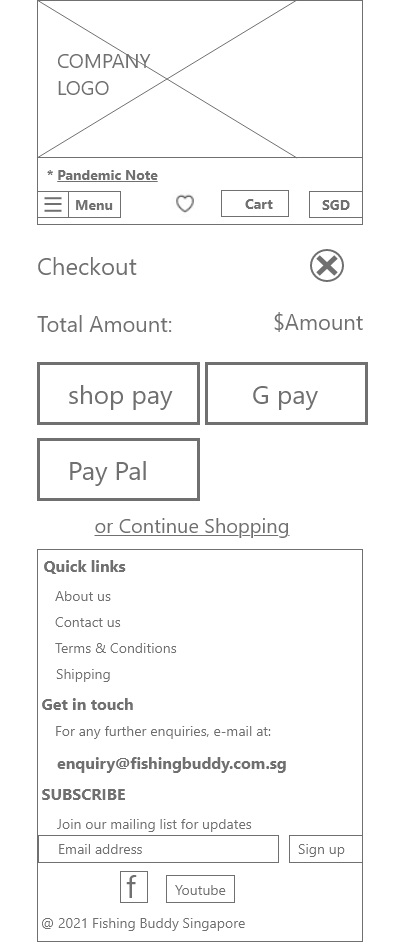 COMPANY
LOGO
* Pandemic Note
Menu
Cart
SGD
Checkout
Total Amount:
$Amount
shop pay
G pay
Pay Pal
or Continue Shopping
Quick links
About us
Contact us
Terms & Conditions
Shipping
Get in touch
For any further enquiries, e-mail at:
enquiry@fishingbuddy.com.sg
SUBSCRIBE
Join our mailing list for updates
Email address
Sign up
f
Youtube
@ 2021 Fishing Buddy Singapore